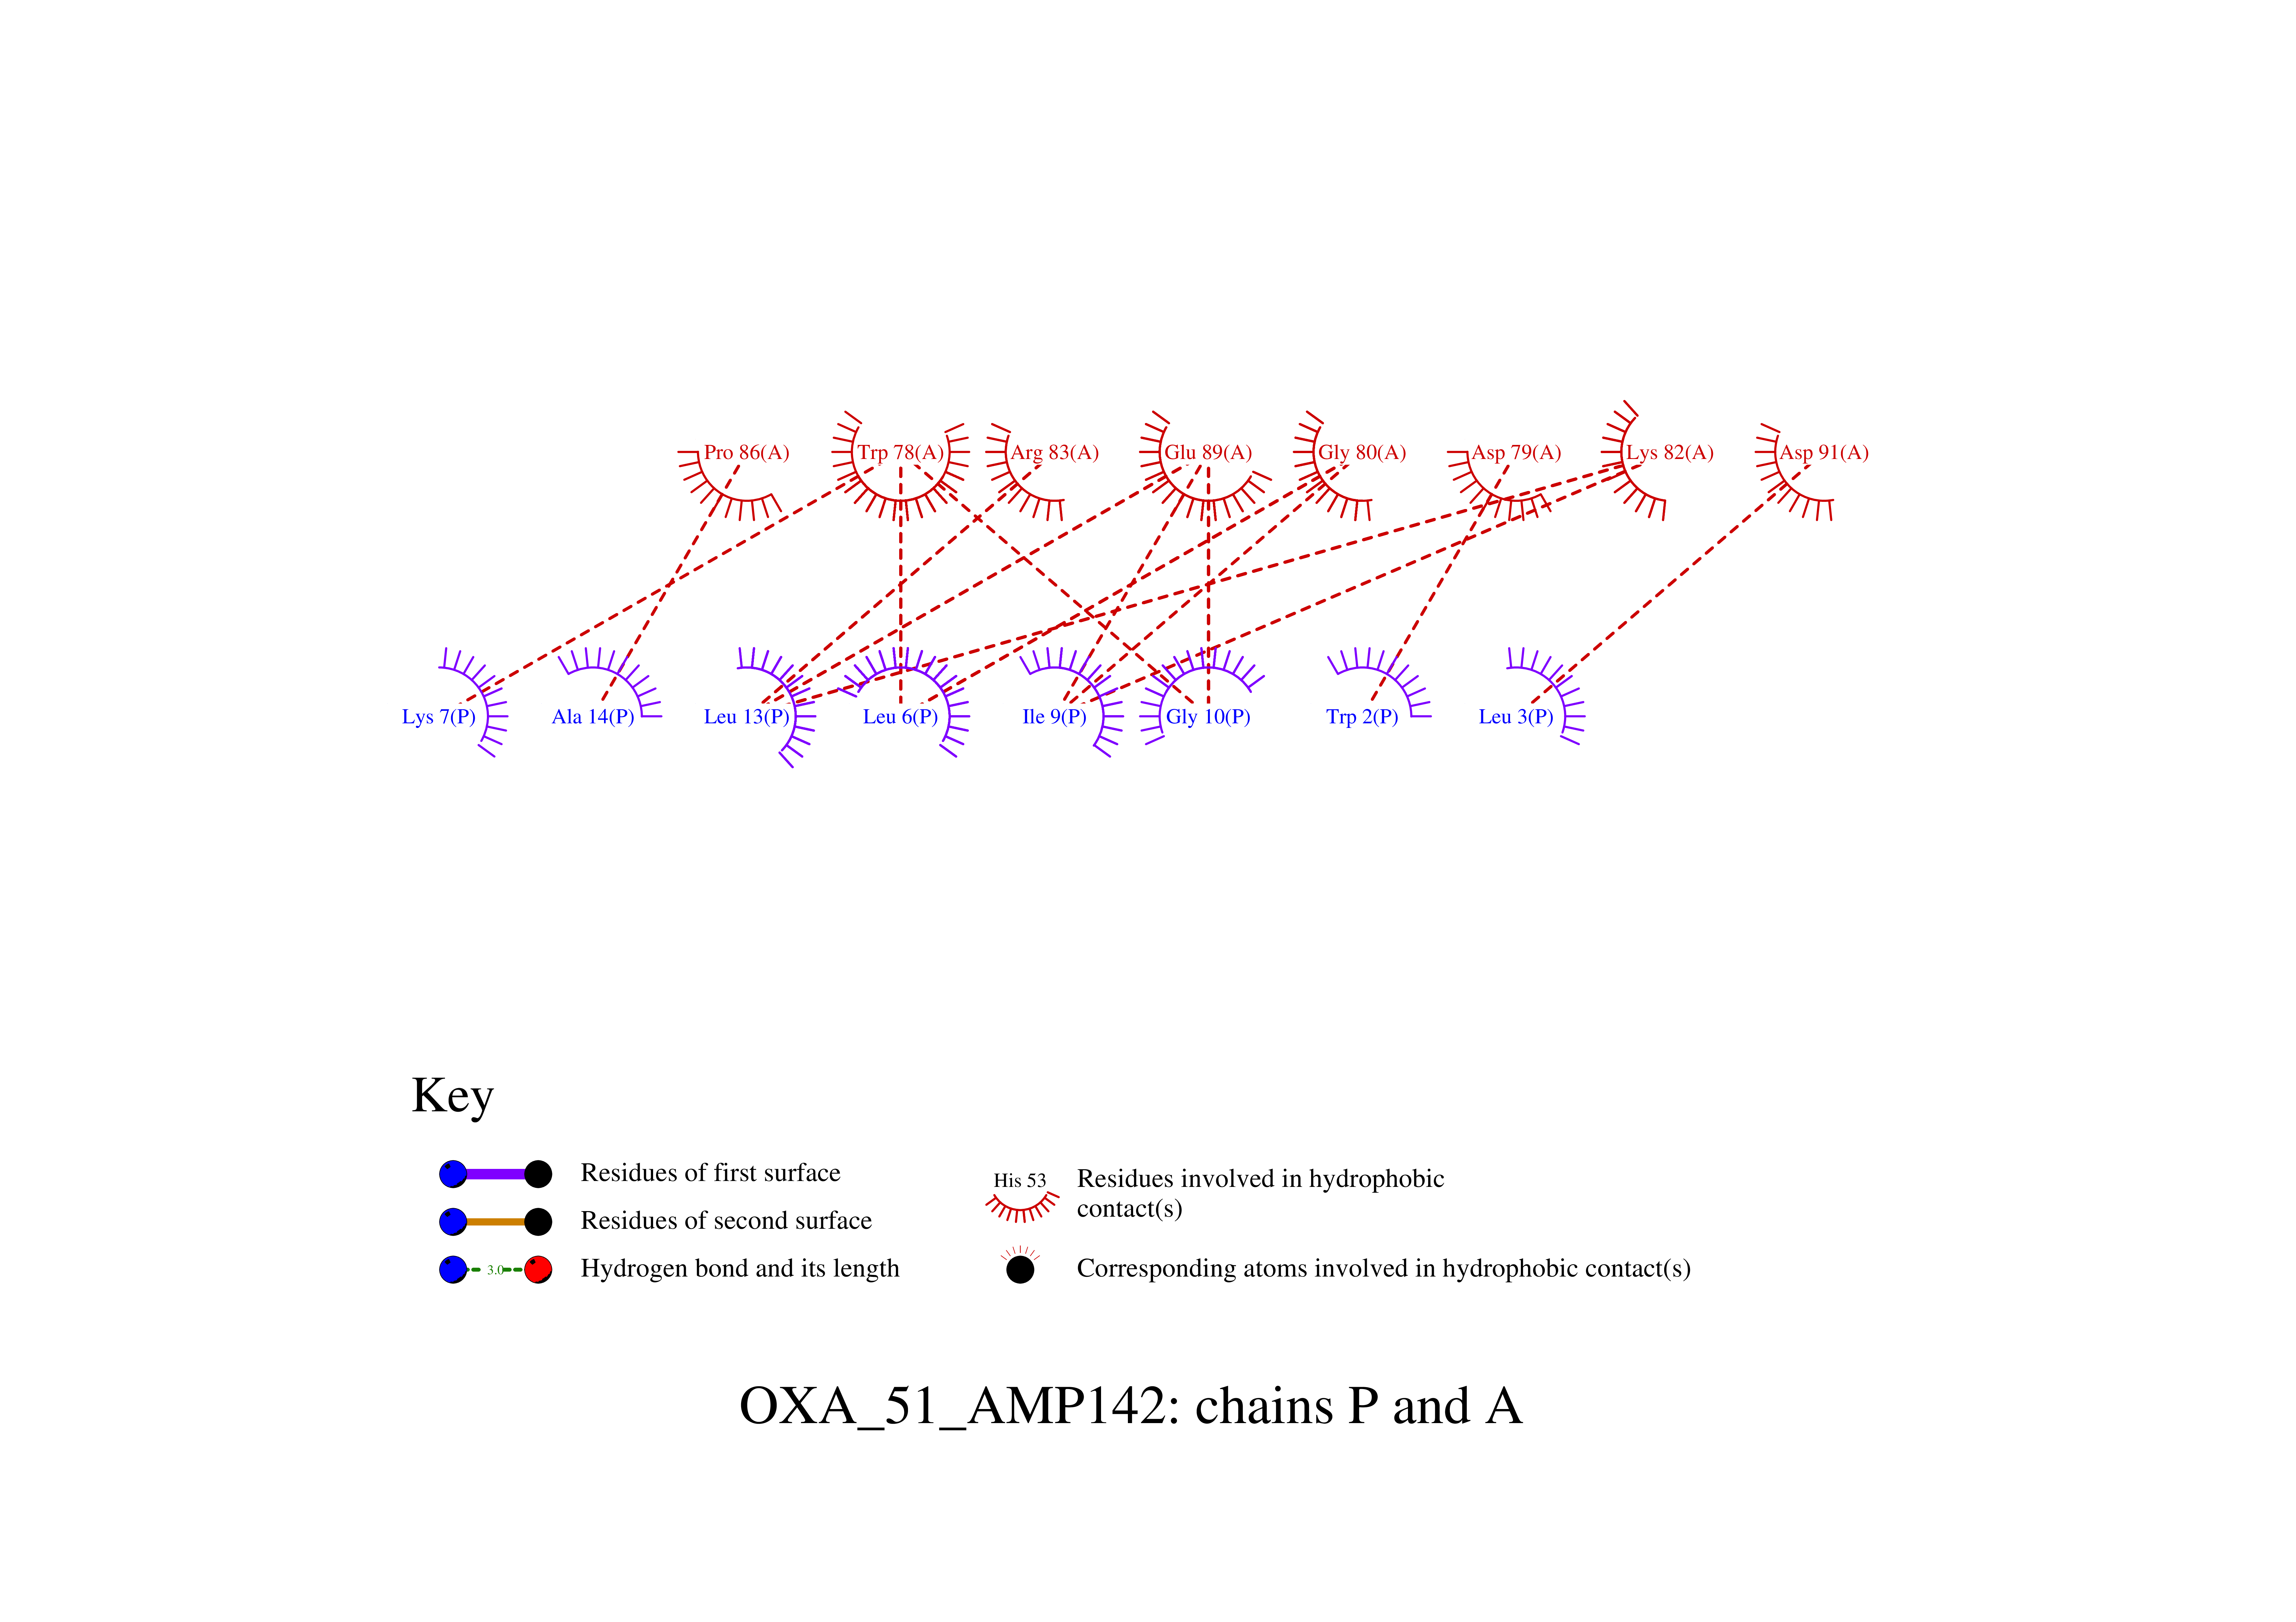 Pro 86(A) Trp 78(A) Arg 83(A) Glu 89(A) Gly 80(A) Asp 79(A) Lys 82(A) Asp 91(A)
Lys 7(P) Ala 14(P) Leu 13(P) Leu 6(P) Ile 9(P) Gly 10(P) Trp 2(P) Leu 3(P)
Key
Residues of first surface
Residues of second surface
3.0
Hydrogen bond and its length
His 53
Residues involved in hydrophobic
contact(s)
Corresponding atoms involved in hydrophobic contact(s)
OXA_51_AMP142: chains P and A